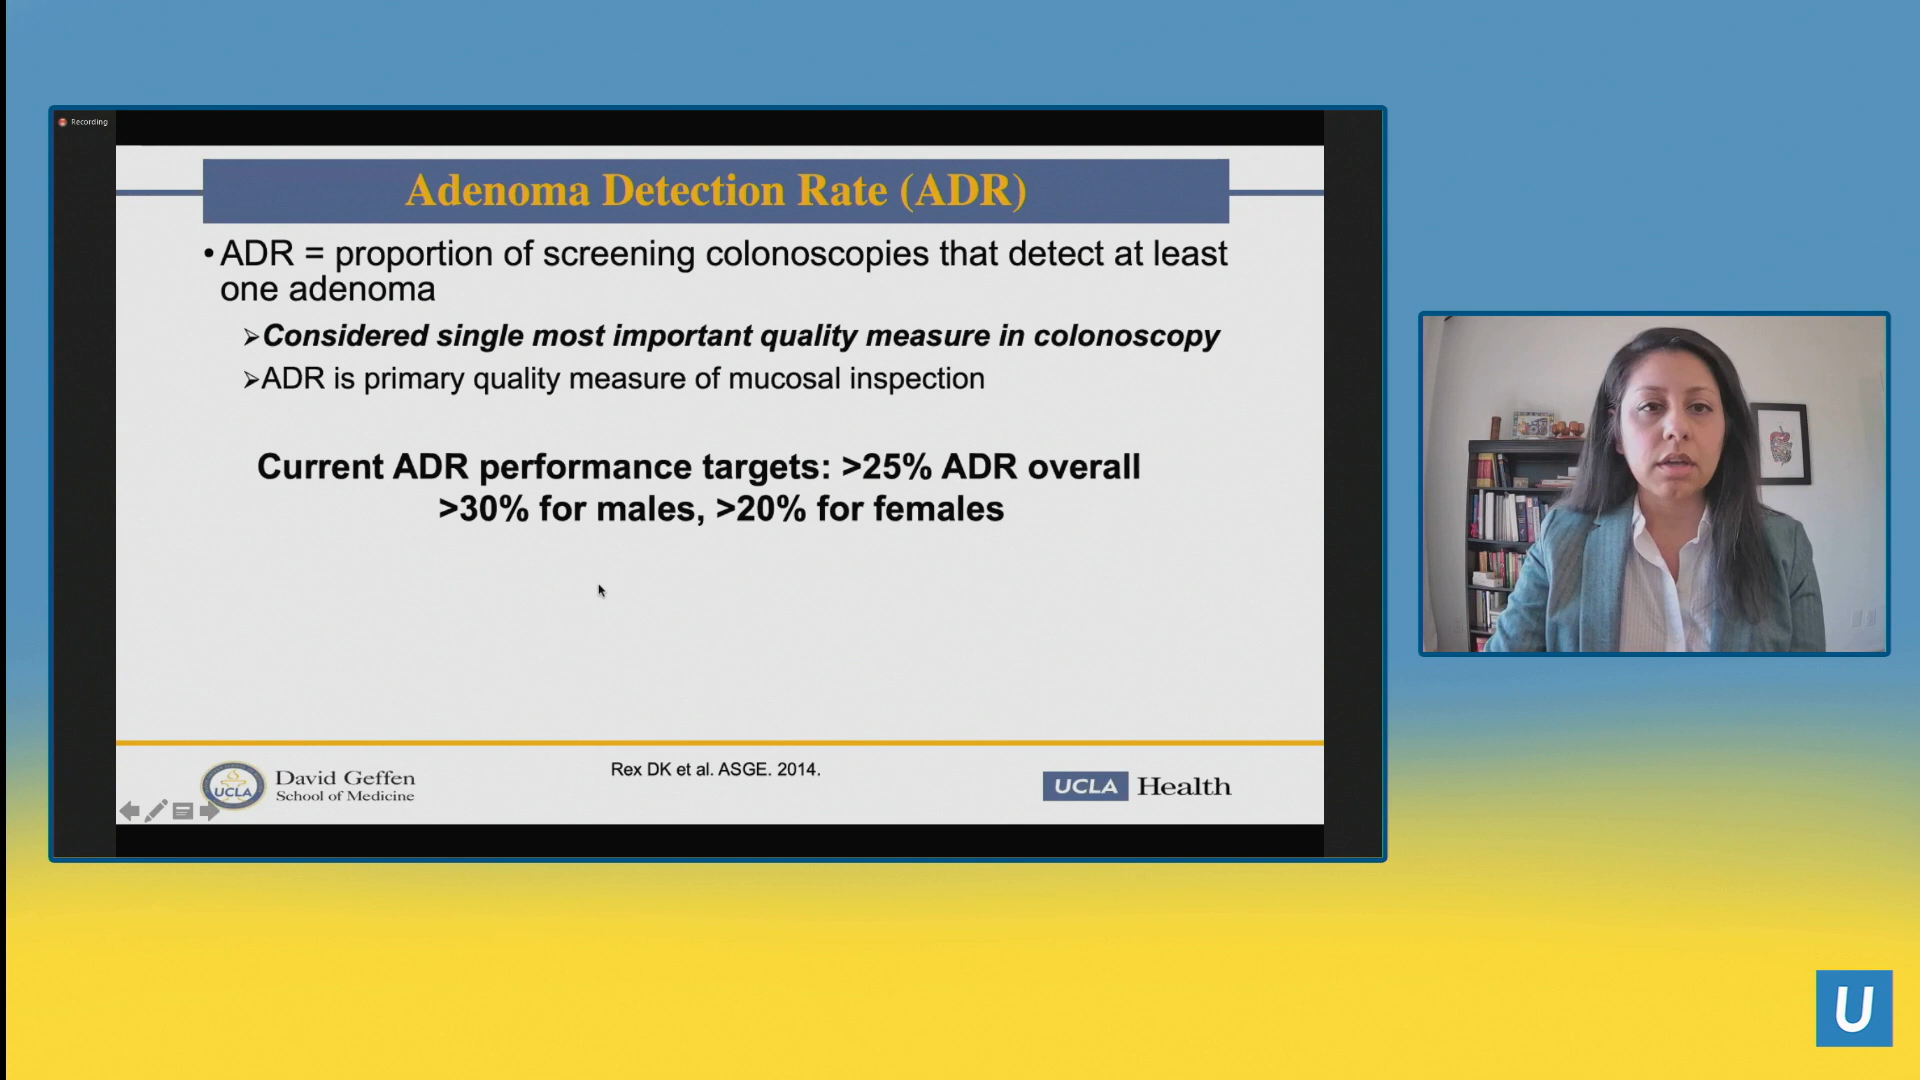 Recording
Adenoma Detection Rate (ADR)
• ADR = proportion of screening colonoscopies that detect at least
one adenoma
➢Considered single most important quality measure in colonoscopy
➢ADR is primary quality measure of mucosal inspection
Current ADR performance targets: >25% ADR overall
>30% for males, >20% for females
UCLA
David Geffen
School of Medicine
Rex DK et al. ASGE. 2014.
UCLA Health
U